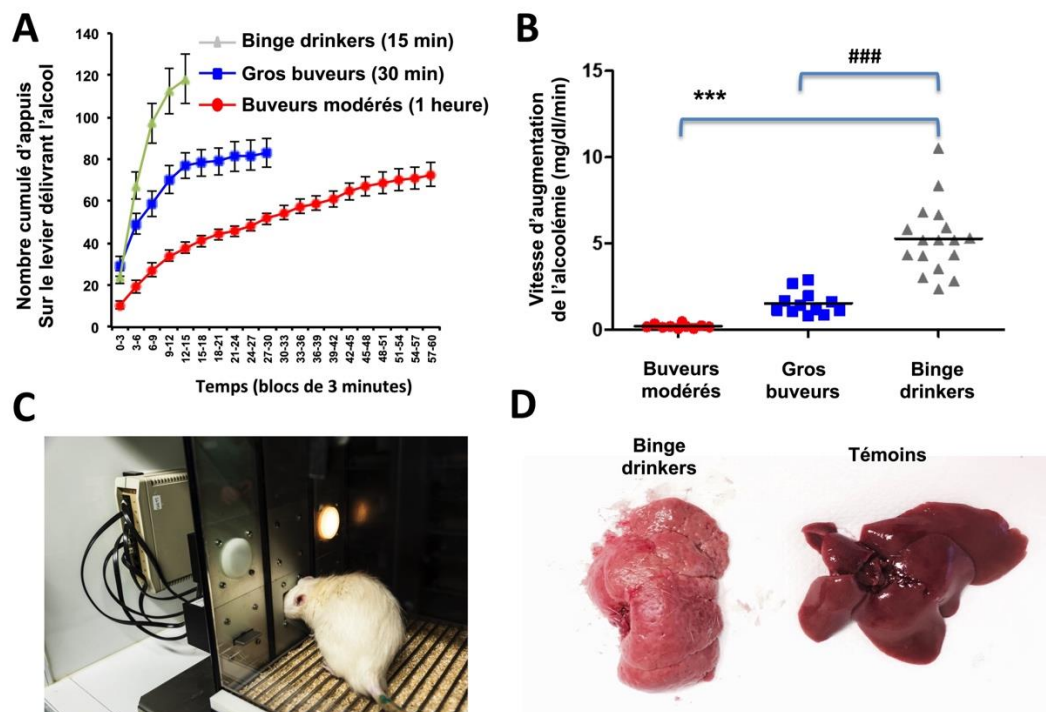 A
Nombre cumulé d'appuis
Sur le levier délivrant l'alcool
140
120
100
80
60
40
20
0
Binge drinkers (15 min)
Gros buveurs (30 min)
Buveurs modérés (1 heure)
0-3
3-6
6-9
9-12
12-15
15-18
18-21
21-24
24-27
27-30
30-33
33-36
36-39
39-42
42-45
45-48
48-51
51-54
54-57
57-60
Temps (blocs de 3 minutes)
B
Vitesse d'augmentation
de l'alcoolémie (mg/dl/min)
15
10
5
0
***
###
Buveurs
modérés
Gros
buveurs
Binge
drinkers
C
D
Binge
drinkers
Témoins